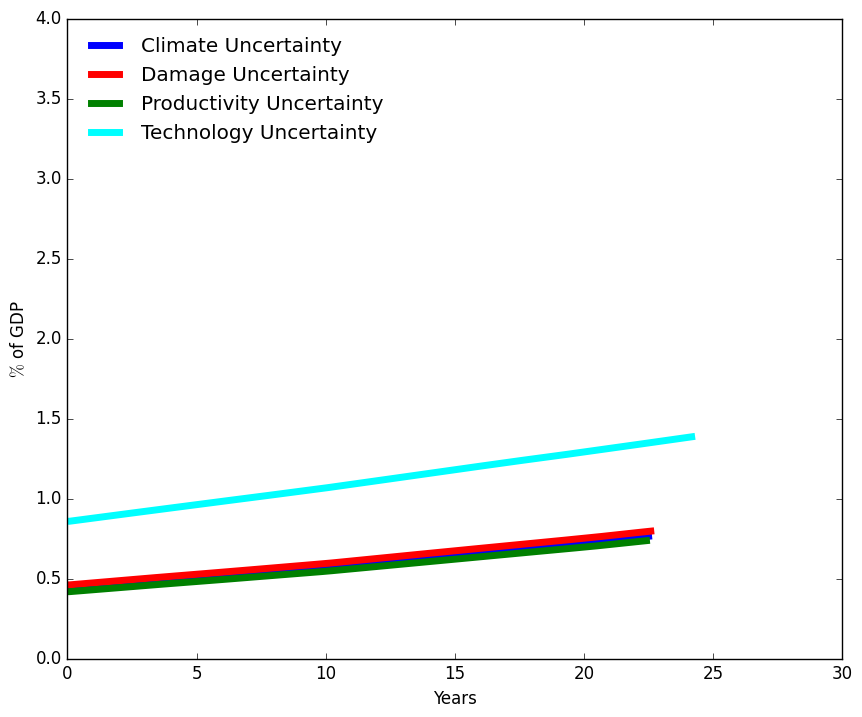 4.0
3.5
3.0
2.5
2.0
1.5
1.0
0.5
0.0
% of GDP
Climate Uncertainty
Damage Uncertainty
Productivity Uncertainty
Technology Uncertainty
0 5 10 15 20 25 30
Years